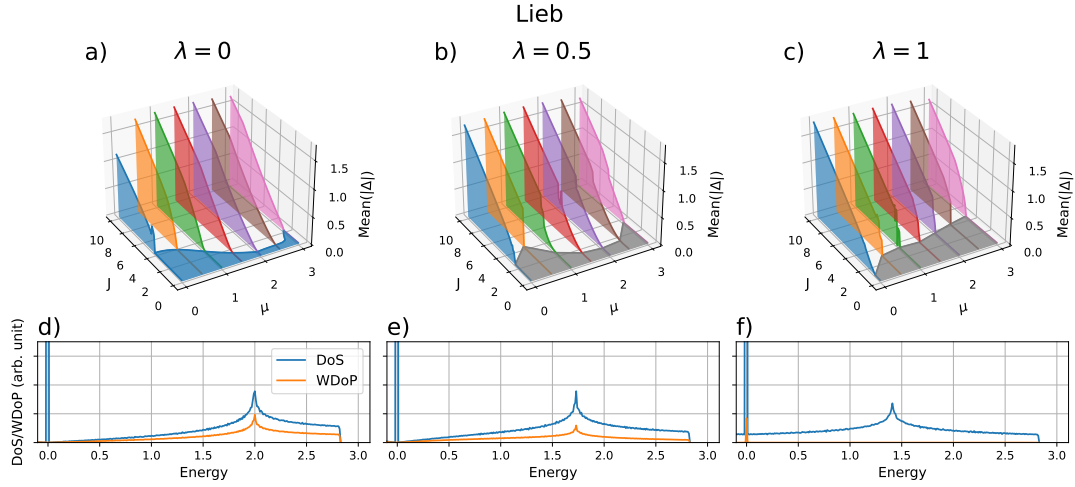 Lieb
a) λ = 0
b) λ = 0.5
c) λ = 1
Mean(|Δ|)
1.5
1.0
0.5
0.0
10
8
6
4
2
0
J
0
1
2
3
μ
Mean(|Δ|)
1.5
1.0
0.5
0.0
10
8
6
4
2
0
J
0
1
2
3
μ
Mean(|Δ|)
1.5
1.0
0.5
0.0
10
8
6
4
2
0
J
0
1
2
3
μ
d)
e)
f)
DoS/WDoP (arb. unit)
DoS
WDoP
0.0 0.5 1.0 1.5 2.0 2.5 3.0
Energy
0.0 0.5 1.0 1.5 2.0 2.5 3.0
Energy
0.0 0.5 1.0 1.5 2.0 2.5 3.0
Energy